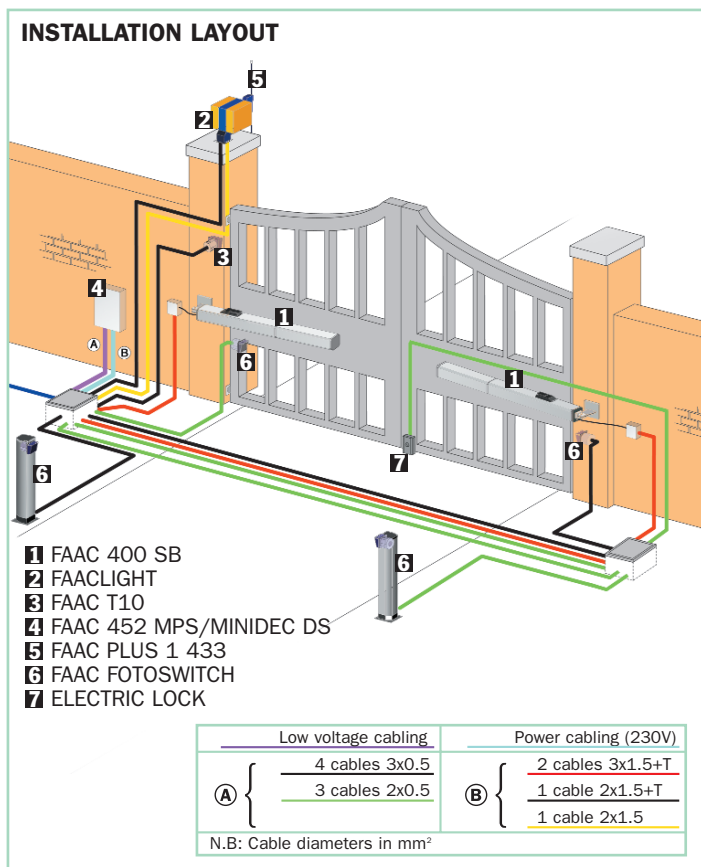 INSTALLATION LAYOUT
5
2
3
4
1
A
B
6
1
6
7
6
6
1 FAAC 400 SB
2 FAACLIGHT
3 FAAC T10
4 FAAC 452 MPS/MINIDEC DS
5 FAAC PLUS 1 433
6 FAAC FOTOSWITCH
7 ELECTRIC LOCK
Low voltage cabling
A
4 cables 3x0.5
3 cables 2x0.5
Power cabling (230V)
B
2 cables 3x1.5+T
1 cable 2x1.5+T
1 cable 2x1.5
N.B: Cable diameters in mm²